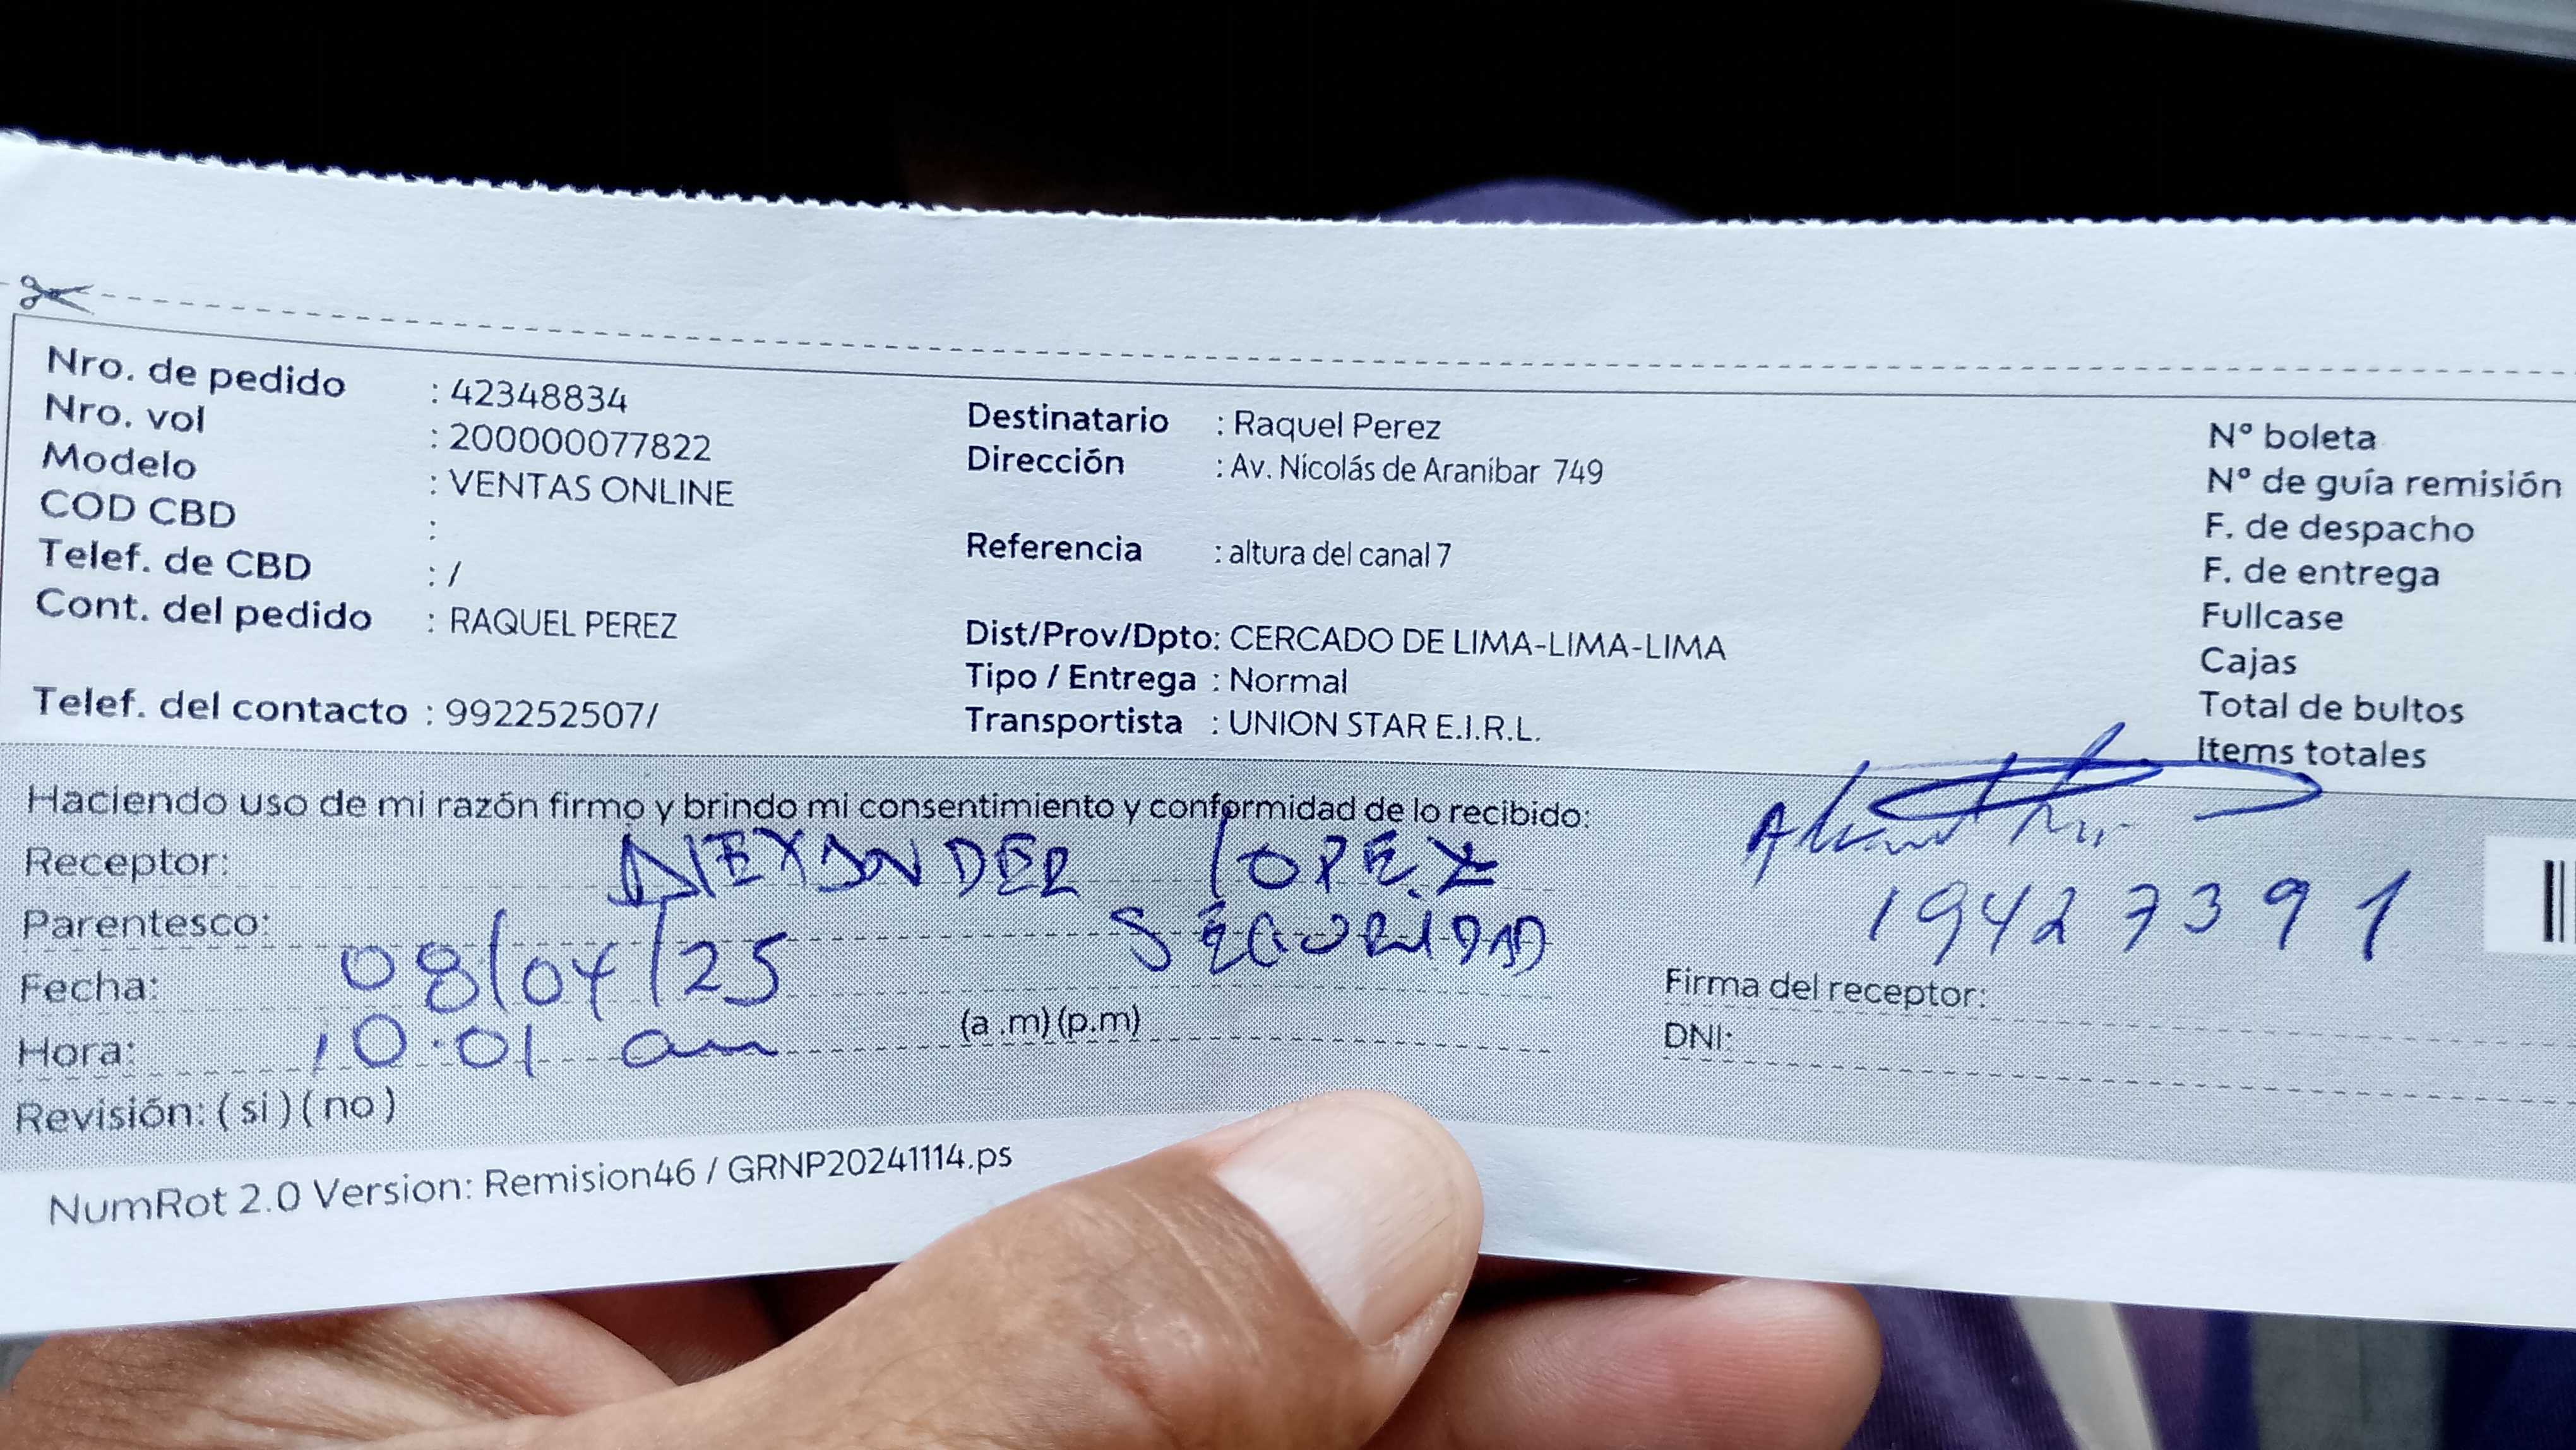 Nro. de pedido : 42348834
Nro. vol : 200000077822
Modelo : VENTAS ONLINE
COD CBD :
Telef. de CBD : /
Cont. del pedido : RAQUEL PEREZ
Telef. del contacto : 992252507/
Destinatario : Raquel Perez
Dirección : Av. Nicolás de Aranibar 749
Referencia : altura del canal 7
Dist/Prov/Dpto: CERCADO DE LIMA-LIMA-LIMA
Tipo / Entrega : Normal
Transportista : UNION STAR E.I.R.L.
N° boleta
N° de guía remisión
F. de despacho
F. de entrega
Fullcase
Cajas
Total de bultos
Items totales
Haciendo uso de mi razón firmo y brindo mi consentimiento y conformidad de lo recibido:
Receptor: AlEXANDER lOPEZ
Parentesco: SEGURIDAD
Fecha: 08/04/25
Hora: 10:01 am (a .m) (p.m)
Revisión: ( si ) ( no )
19427391
Firma del receptor:
DNI:
NumRot 2.0 Version: Remision46 / GRNP20241114.ps